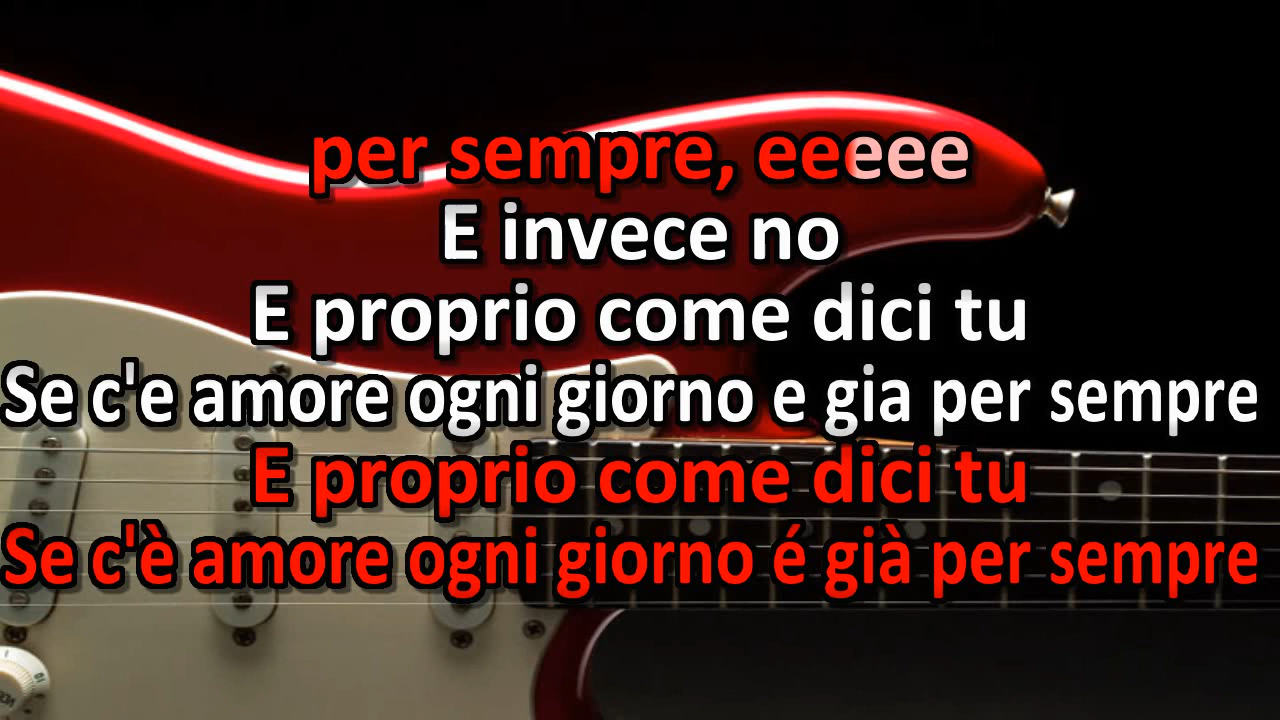 per sempre, eeeee
E invece no
E proprio come dici tu
Se c'e amore ogni giorno e gia per sempre
E proprio come dici tu
Se c'è amore ogni giorno é già per sempre